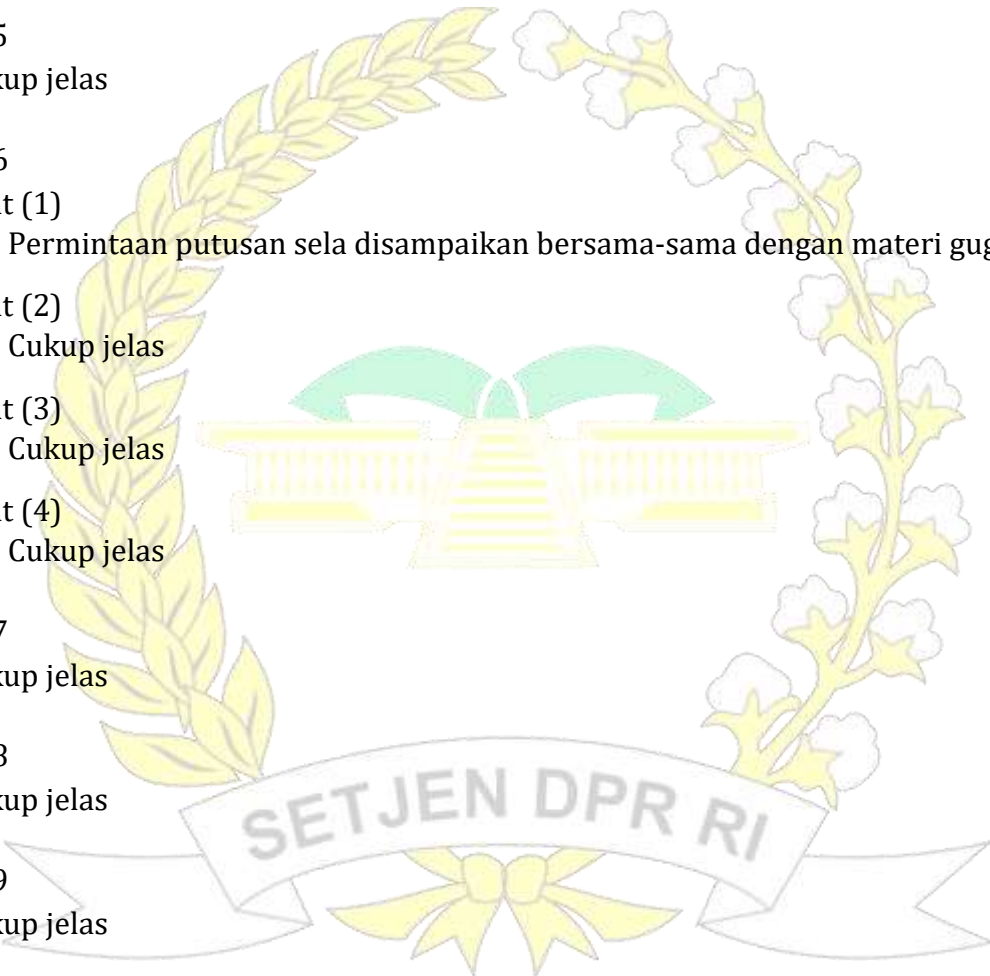 5
kup jelas
6
t (1)
Permintaan putusan sela disampaikan bersama-sama dengan materi gug
t (2)
Cukup jelas
t (3)
Cukup jelas
t (4)
Cukup jelas
7
kup jelas
8
kup jelas
9
kup jelas
SETJEN DPR RI